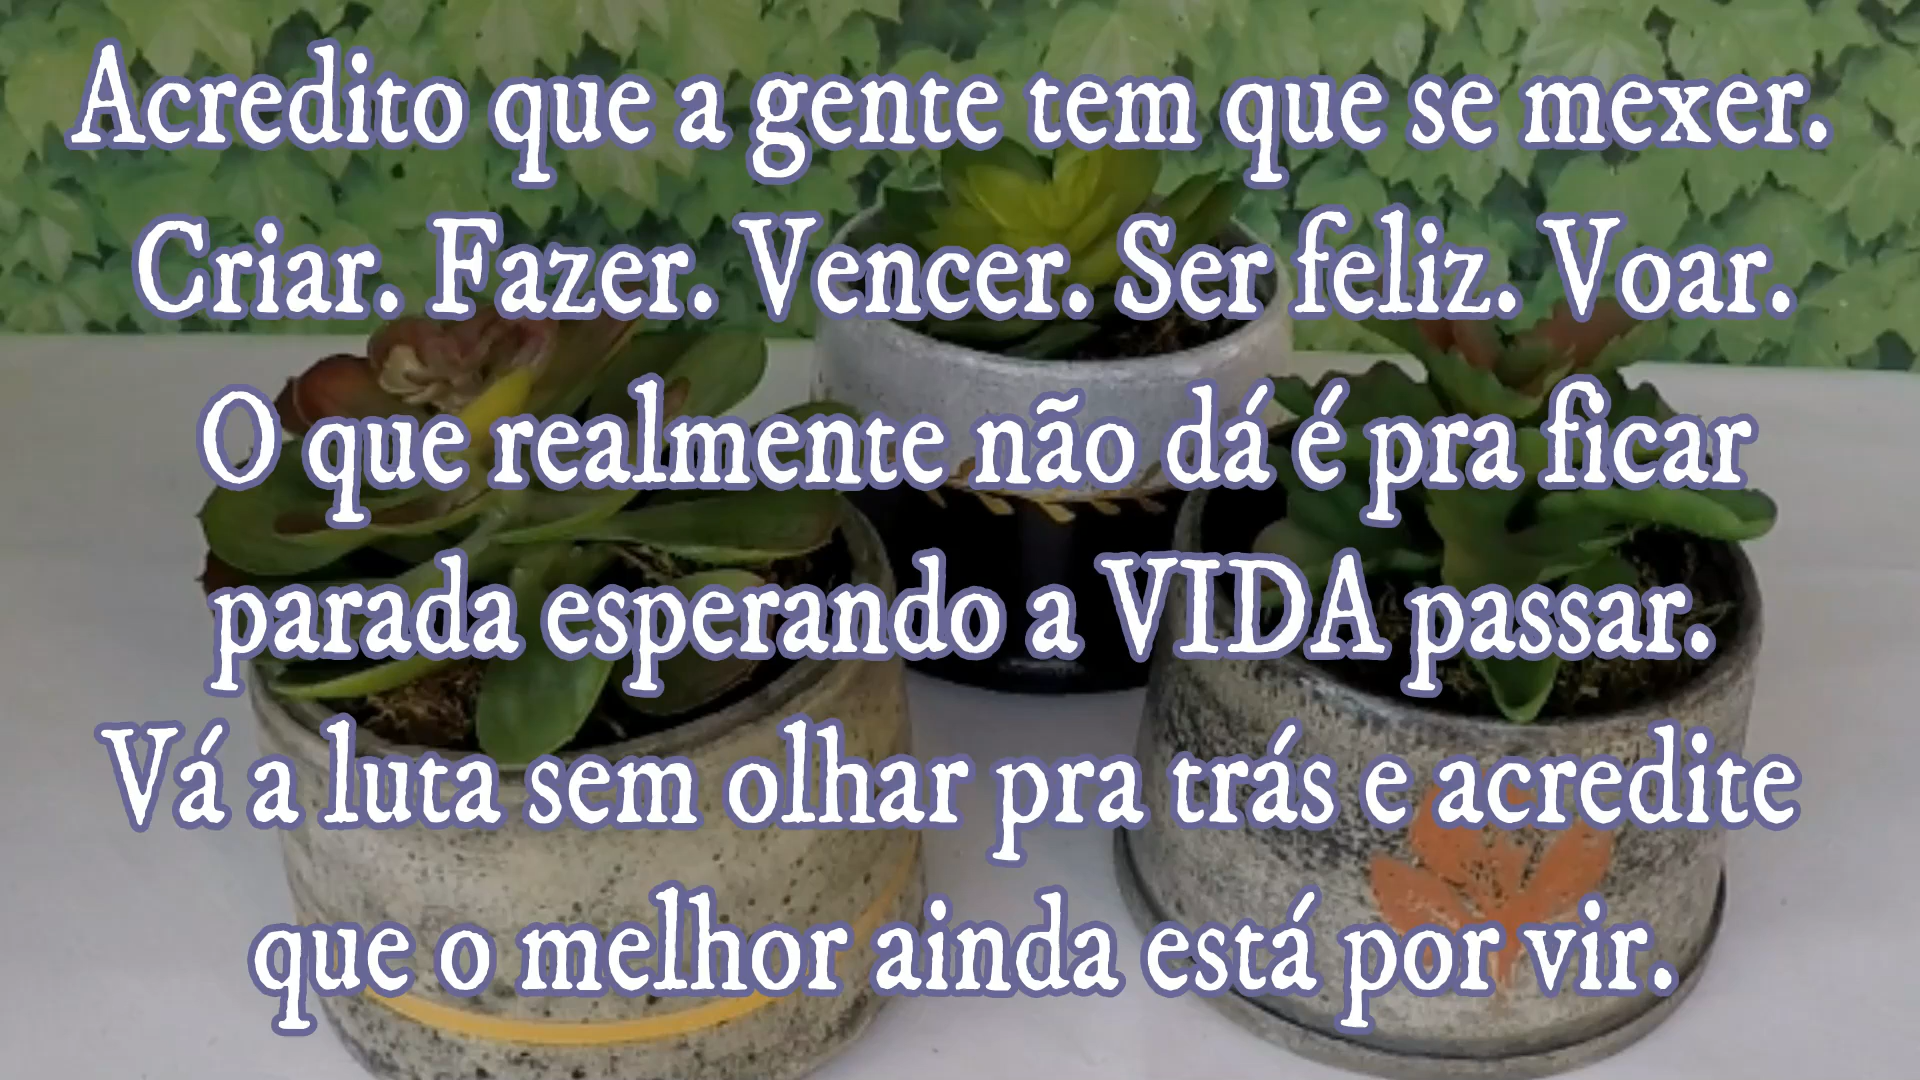 Acredito que a gente tem que se mexer.
Criar. Fazer. Vencer. Ser feliz. Voar.
O que realmente não dá é pra ficar
parada esperando a VIDA passar.
Vá a luta sem olhar pra trás e acredite
que o melhor ainda está por vir.